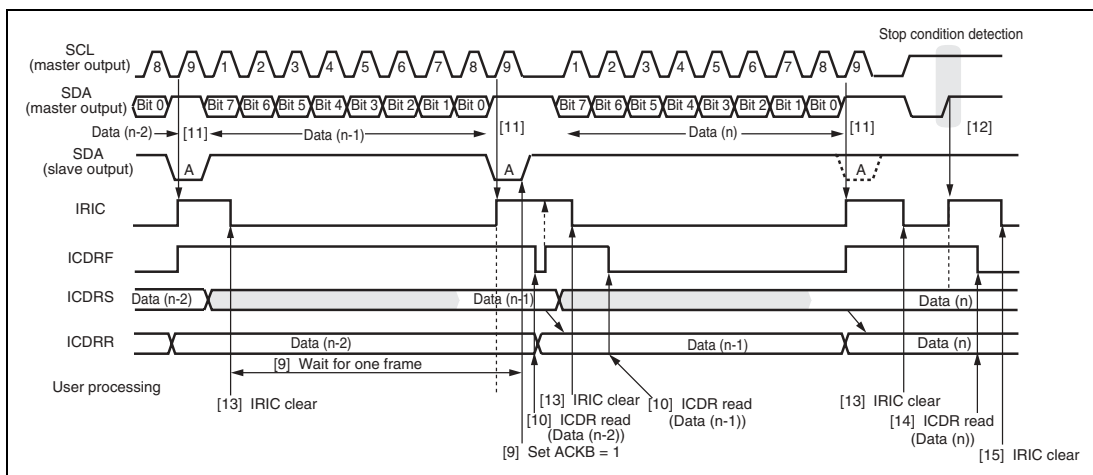 Stop condition detection
SCL
(master output)
8 9 1 2 3 4 5 6 7 8 9 1 2 3 4 5 6 7 8 9
SDA
(master output)
Bit 0 Bit 7 Bit 6 Bit 5 Bit 4 Bit 3 Bit 2 Bit 1 Bit 0 Bit 7 Bit 6 Bit 5 Bit 4 Bit 3 Bit 2 Bit 1 Bit 0
Data (n-2) [11] Data (n-1) [11] Data (n) [11] [12]
SDA
(slave output)
A A A
IRIC
ICDRF
ICDRS
Data (n-2) Data (n-1) Data (n)
ICDRR
Data (n-2) Data (n-1) Data (n)
[9] Wait for one frame
User processing
[13] IRIC clear
[13] IRIC clear
[10] ICDR read
(Data (n-2))
[9] Set ACKB = 1
[10] ICDR read
(Data (n-1))
[13] IRIC clear
[14] ICDR read
(Data (n))
[15] IRIC clear